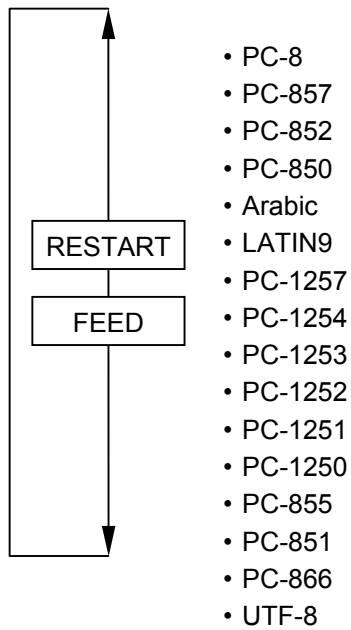 • PC-8
• PC-857
• PC-852
• PC-850
• Arabic
• LATIN9
• PC-1257
• PC-1254
• PC-1253
• PC-1252
• PC-1251
• PC-1250
• PC-855
• PC-851
• PC-866
• UTF-8
RESTART
FEED